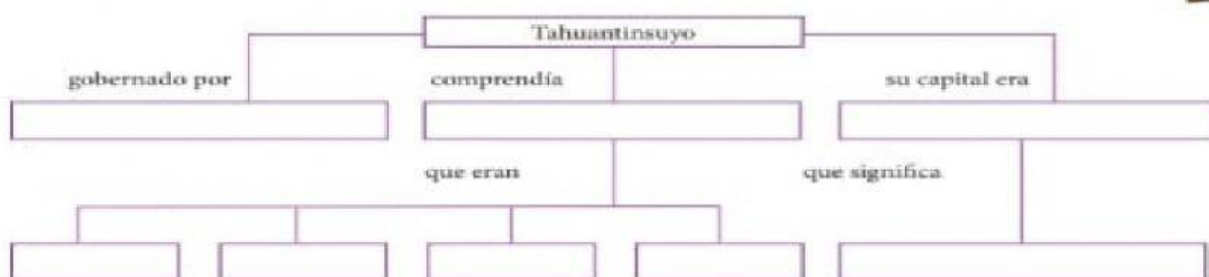 Tahuantinsuyo
gobernado por
comprendía
su capital era
que eran
que significa